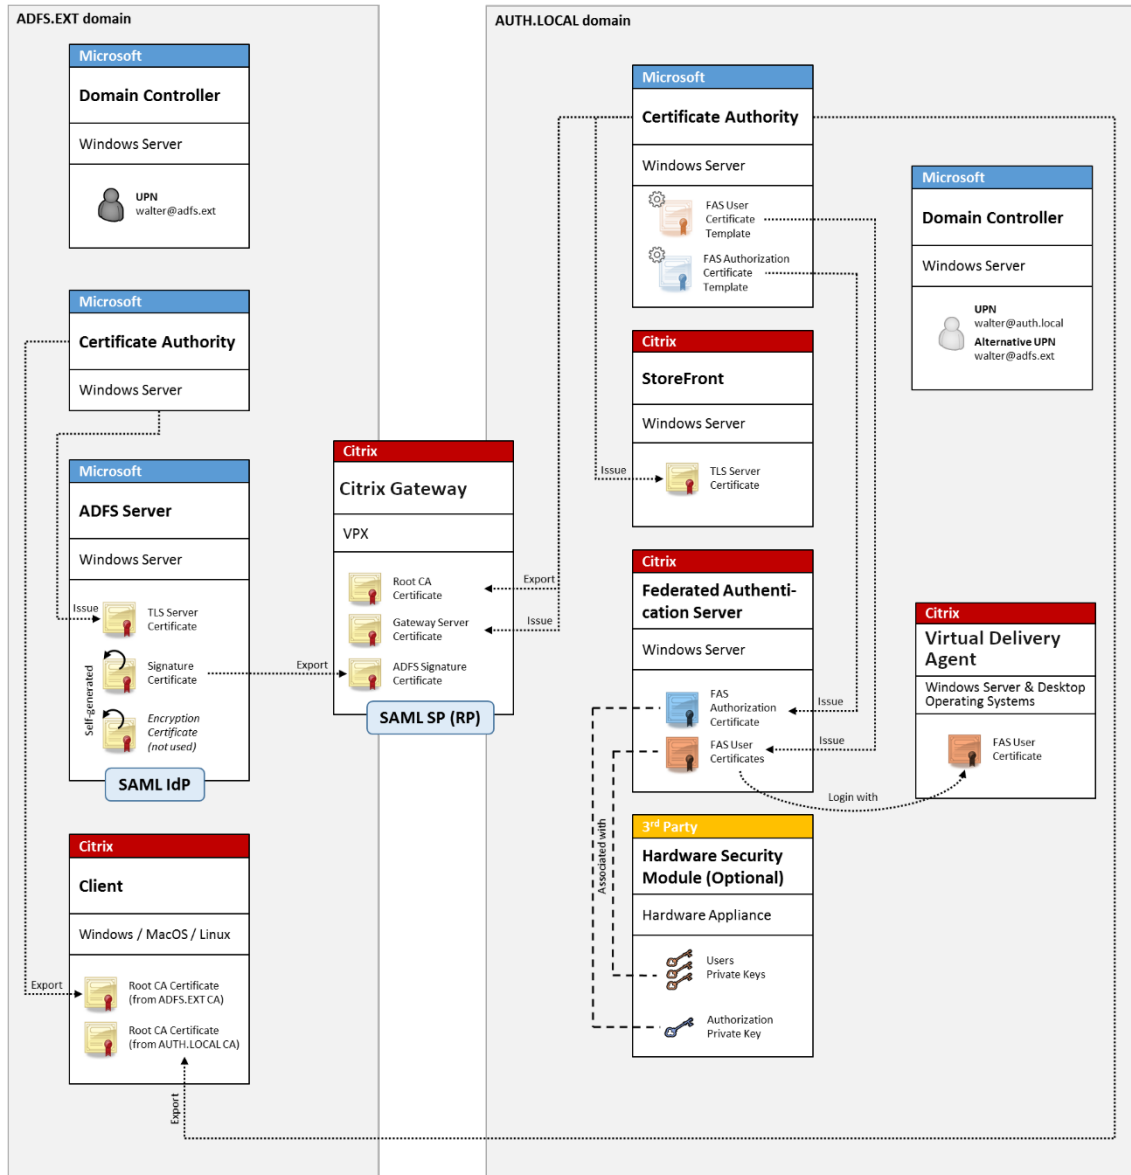 ADFS.EXT domain
Microsoft
Domain Controller
Windows Server
UPN
walter@adfs.ext
Microsoft
Certificate Authority
Windows Server
Microsoft
ADFS Server
Windows Server
Issue
TLS Server
Certificate
Self-generated
Signature
Certificate
Encryption
Certificate
(not used)
SAML IdP
Export
Citrix
Client
Windows / MacOS / Linux
Export
Root CA Certificate
(from ADFS.EXT CA)
Root CA Certificate
(from AUTH.LOCAL CA)
Export
Citrix
Citrix Gateway
VPX
Root CA
Certificate
Export
Gateway Server
Certificate
Issue
ADFS Signature
Certificate
SAML SP (RP)
AUTH.LOCAL domain
Microsoft
Certificate Authority
Windows Server
FAS User
Certificate
Template
FAS Authorization
Certificate
Template
Citrix
StoreFront
Windows Server
Issue
TLS Server
Certificate
Citrix
Federated Authenti-
cation Server
Windows Server
FAS
Authorization
Certificate
Issue
FAS User
Certificates
Issue
Login with
Associated with
3rd Party
Hardware Security
Module (Optional)
Hardware Appliance
Users
Private Keys
Authorization
Private Key
Microsoft
Domain Controller
Windows Server
UPN
walter@auth.local
Alternative UPN
walter@adfs.ext
Citrix
Virtual Delivery
Agent
Windows Server & Desktop
Operating Systems
FAS User
Certificate